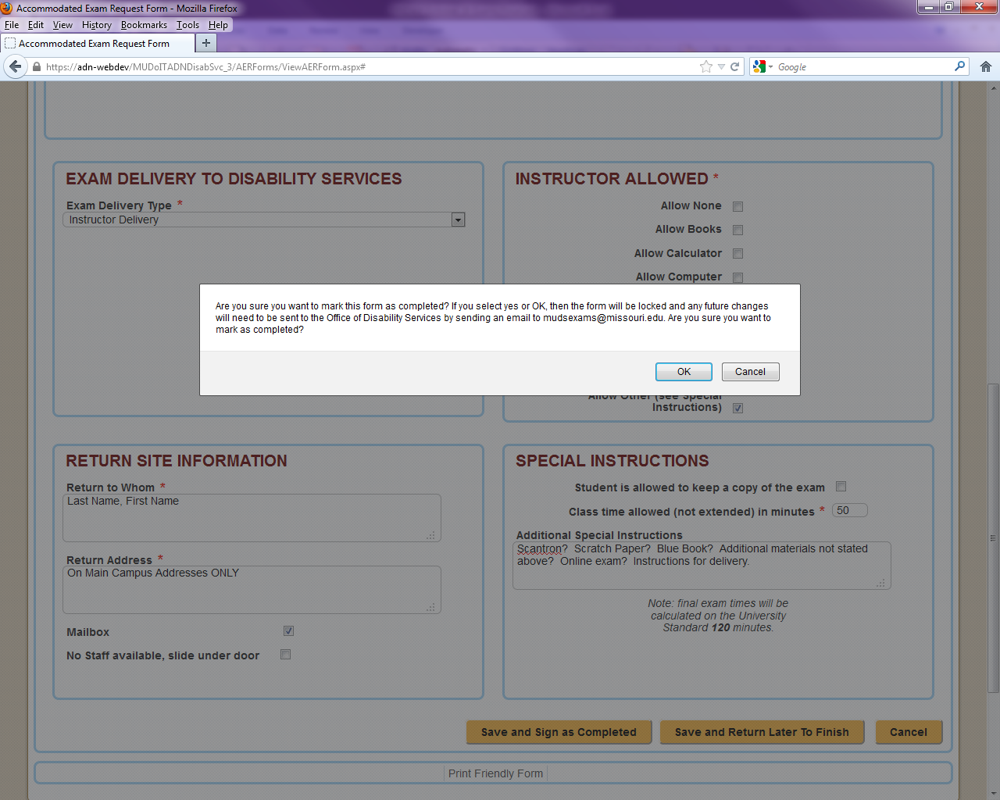 Accommodated Exam Request Form - Mozilla Firefox
File Edit View History Bookmarks Tools Help
Accommodated Exam Request Form
https://adn-webdev/MUDoITADNDisabSvc_3/AERForms/ViewAERForm.aspx#
Google
EXAM DELIVERY TO DISABILITY SERVICES
Exam Delivery Type *
Instructor Delivery
INSTRUCTOR ALLOWED *
Allow None
Allow Books
Allow Calculator
Allow Computer
Are you sure you want to mark this form as completed? If you select yes or OK, then the form will be locked and any future changes
will need to be sent to the Office of Disability Services by sending an email to mudsexams@missouri.edu. Are you sure you want to
mark as completed?
OK
Cancel
Allow Other (see Special
Instructions)
RETURN SITE INFORMATION
Return to Whom *
Last Name, First Name
Return Address *
On Main Campus Addresses ONLY
Mailbox
No Staff available, slide under door
SPECIAL INSTRUCTIONS
Student is allowed to keep a copy of the exam
Class time allowed (not extended) in minutes * 50
Additional Special Instructions
Scantron? Scratch Paper? Blue Book? Additional materials not stated
above? Online exam? Instructions for delivery.
Note: final exam times will be
calculated on the University
Standard 120 minutes.
Save and Sign as Completed
Save and Return Later To Finish
Cancel
Print Friendly Form